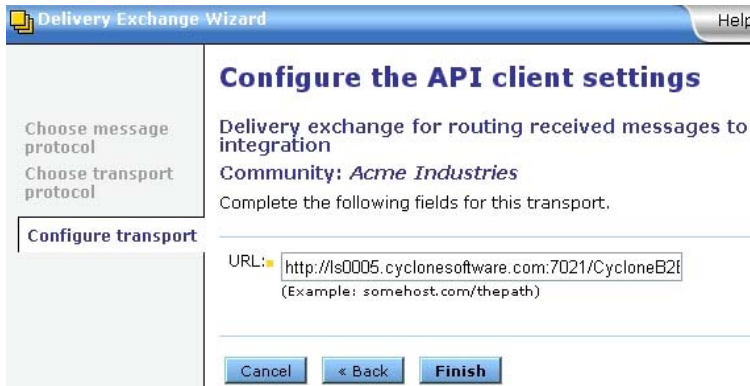 Delivery Exchange Wizard
Help
Configure the API client settings
Choose message
protocol
Choose transport
protocol
Configure transport
Delivery exchange for routing received messages to
integration
Community: Acme Industries
Complete the following fields for this transport.
URL: http://ls0005.cyclonesoftware.com:7021/CycloneB2B
(Example: somehost.com/thepath)
Cancel
« Back
Finish